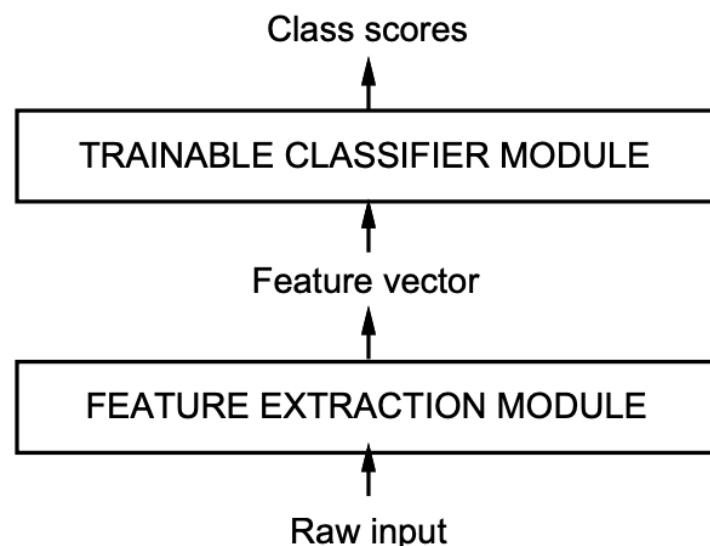 Class scores
TRAINABLE CLASSIFIER MODULE
Feature vector
FEATURE EXTRACTION MODULE
Raw input